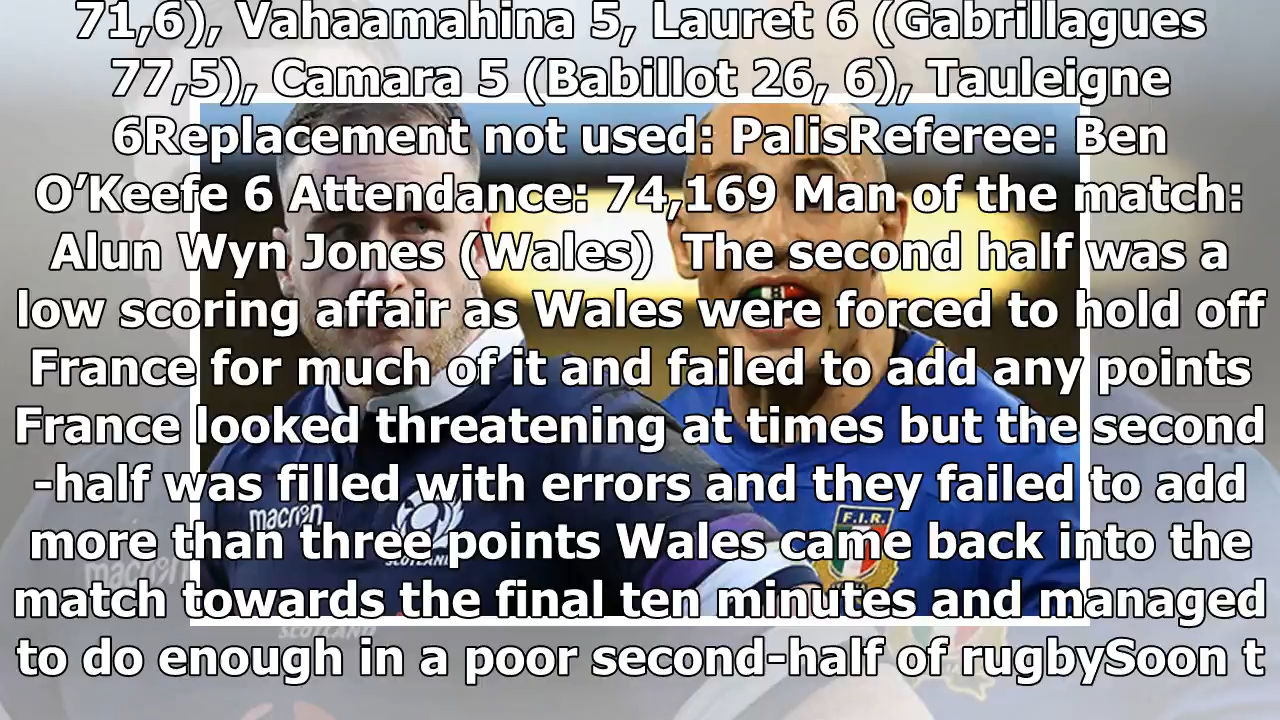 71,6), Vahaamahina 5, Lauret 6 (Gabrillagues
77,5), Camara 5 (Babillot 26, 6), Tauleigne
6Replacement not used: PalisReferee: Ben
O’Keefe 6 Attendance: 74,169 Man of the match:
Alun Wyn Jones (Wales)  The second half was a
low scoring affair as Wales were forced to hold off
France for much of it and failed to add any points
France looked threatening at times but the second
-half was filled with errors and they failed to add
more than three points Wales came back into the
match towards the final ten minutes and managed
to do enough in a poor second-half of rugbySoon t
macron
SCOTLAND
F.I.R.
macron
SCOTLAND